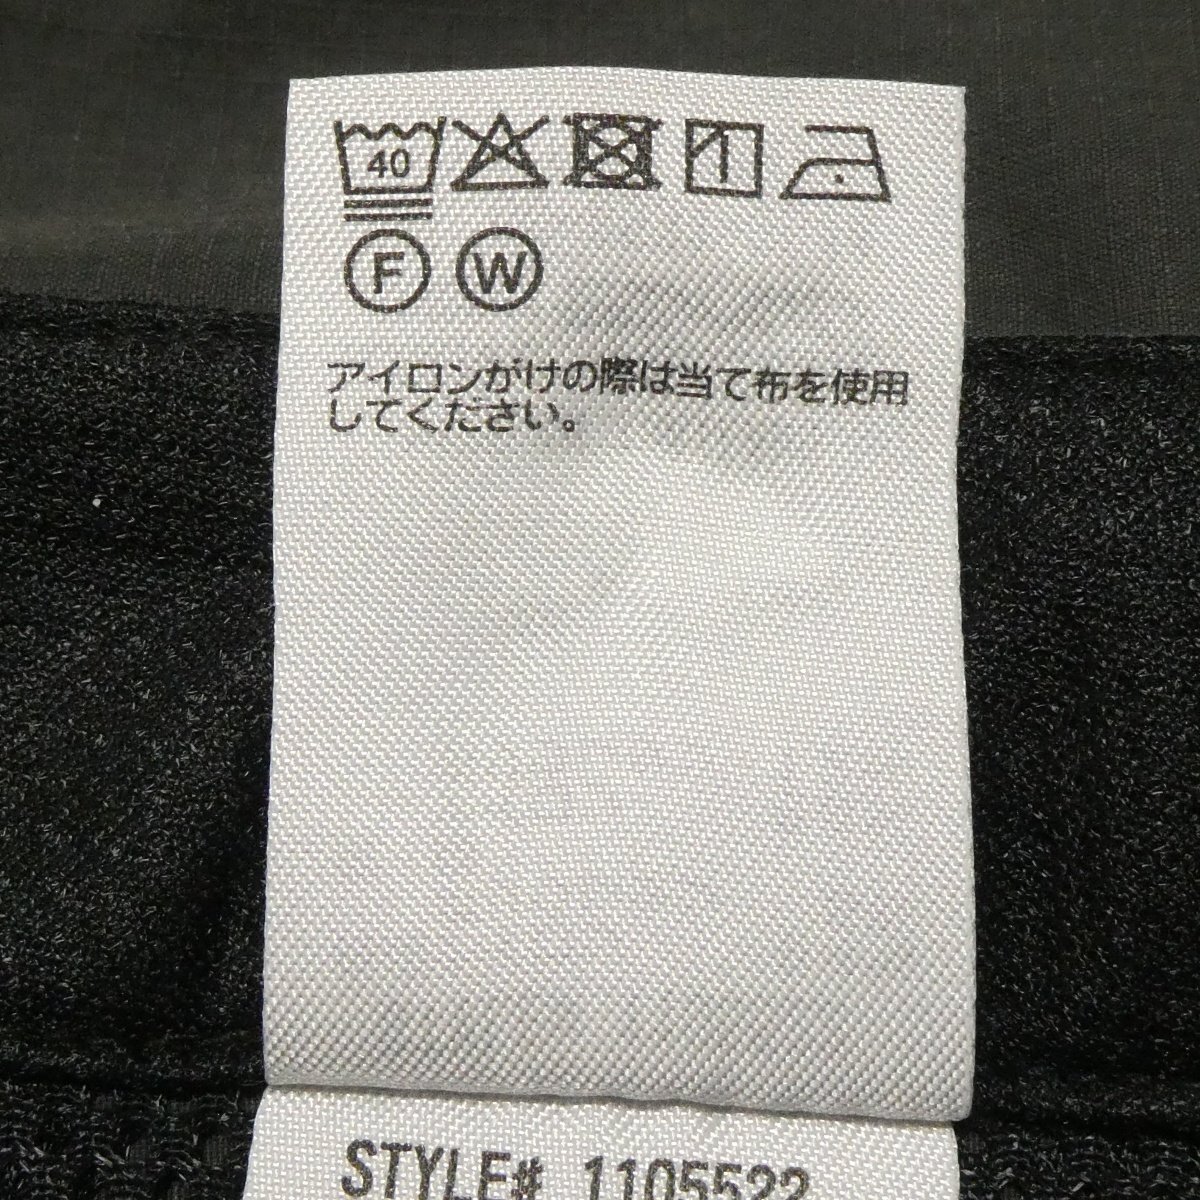 40
F W
アイロンがけの際は当て布を使用
してください。
STYLE# 1105522